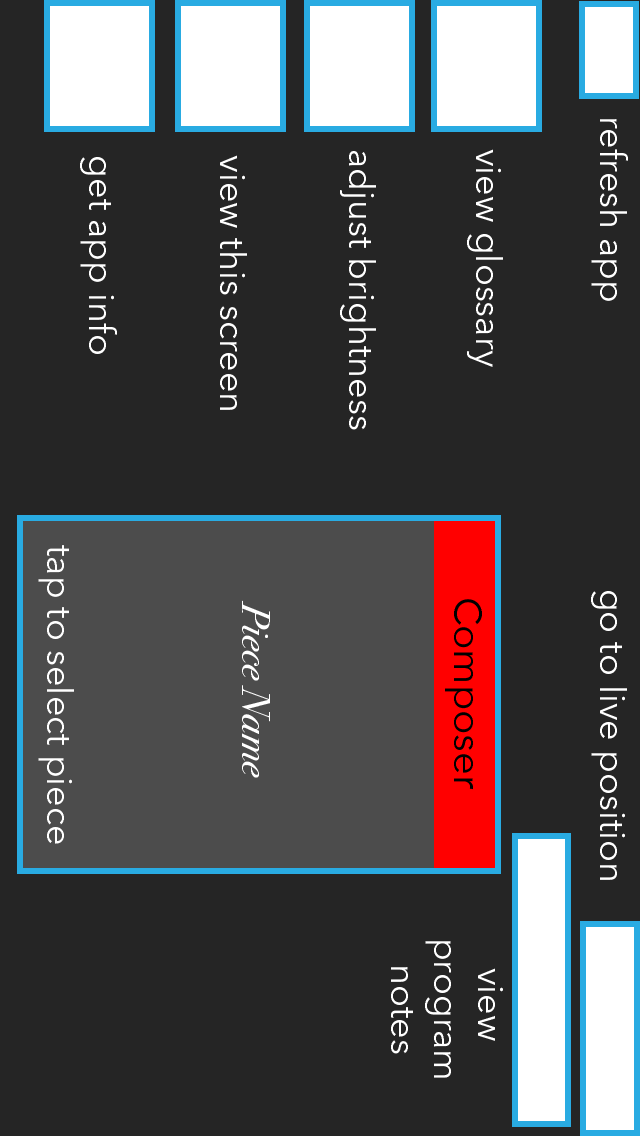 refresh app
go to live position
view glossary
adjust brightness
view this screen
get app info
Composer
Piece Name
tap to select piece
view
program
notes